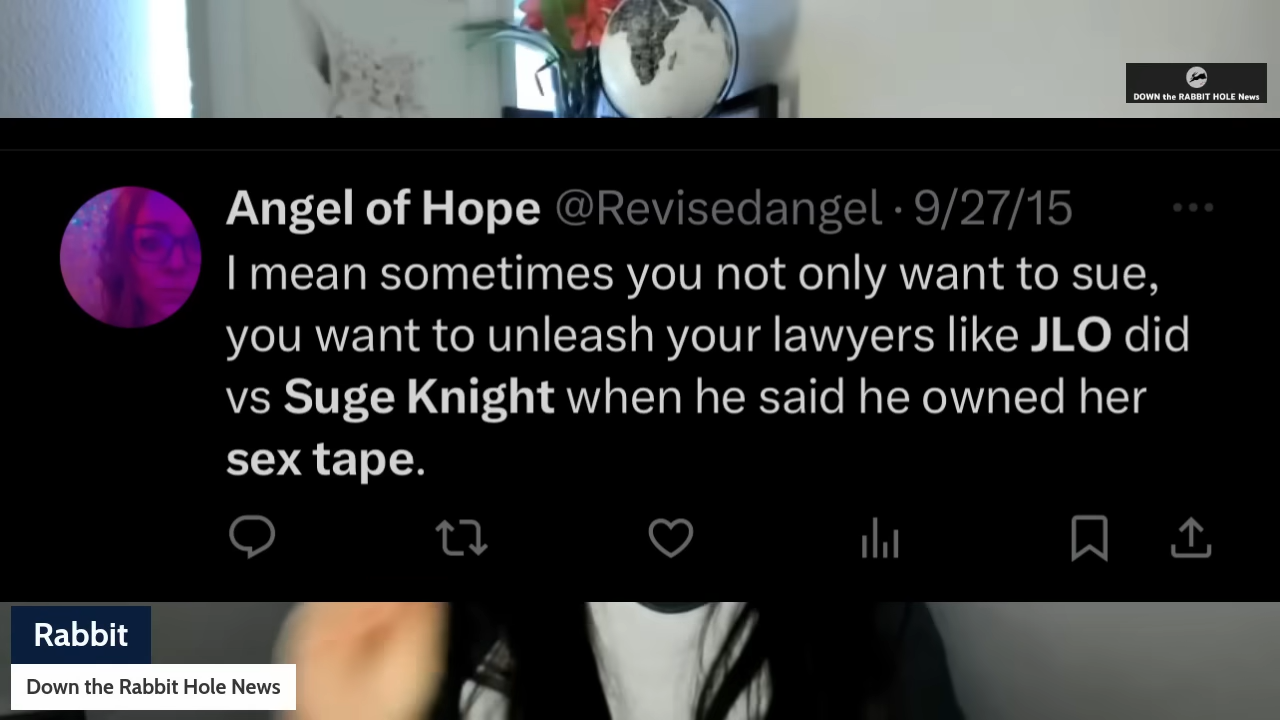 DOWN the RABBIT HOLE News
Angel of Hope @Revisedangel · 9/27/15
I mean sometimes you not only want to sue,
you want to unleash your lawyers like JLO did
vs Suge Knight when he said he owned her
sex tape.
Rabbit
Down the Rabbit Hole News